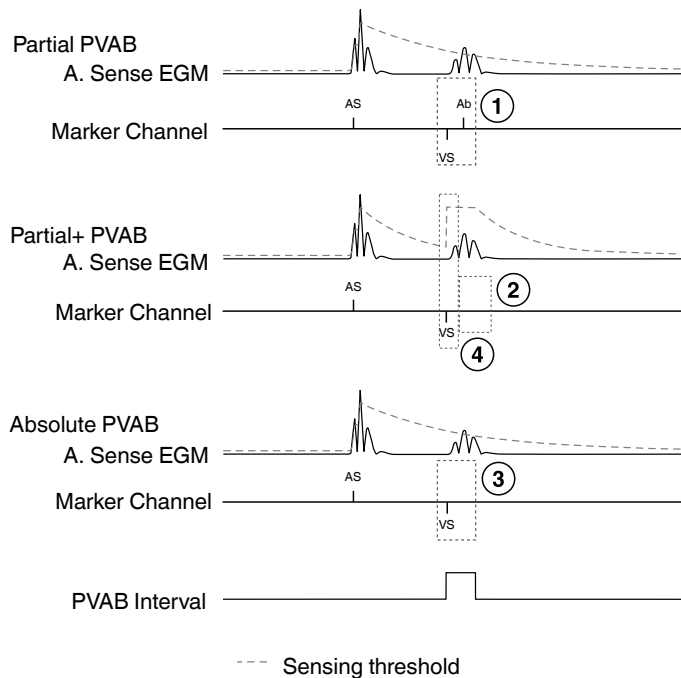 Partial PVAB
A. Sense EGM
AS
Ab
1
Marker Channel
VS
Partial+ PVAB
A. Sense EGM
AS
2
Marker Channel
VS
4
Absolute PVAB
A. Sense EGM
AS
3
Marker Channel
VS
PVAB Interval
Sensing threshold